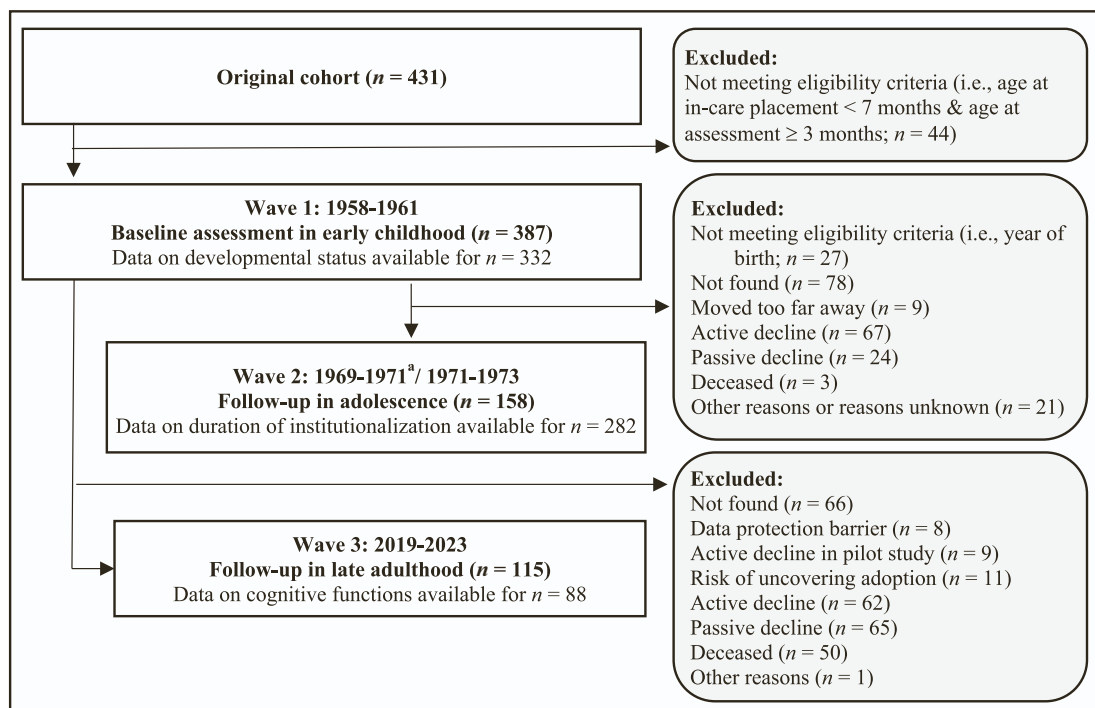 Original cohort (n = 431)
Excluded:
Not meeting eligibility criteria (i.e., age at
in-care placement < 7 months & age at
assessment ≥ 3 months; n = 44)
Wave 1: 1958-1961
Baseline assessment in early childhood (n = 387)
Data on developmental status available for n = 332
Excluded:
Not meeting eligibility criteria (i.e., year of
birth; n = 27)
Not found (n = 78)
Moved too far away (n = 9)
Active decline (n = 67)
Passive decline (n = 24)
Deceased (n = 3)
Other reasons or reasons unknown (n = 21)
Wave 2: 1969-1971ᵃ/ 1971-1973
Follow-up in adolescence (n = 158)
Data on duration of institutionalization available for n = 282
Excluded:
Not found (n = 66)
Data protection barrier (n = 8)
Active decline in pilot study (n = 9)
Risk of uncovering adoption (n = 11)
Active decline (n = 62)
Passive decline (n = 65)
Deceased (n = 50)
Other reasons (n = 1)
Wave 3: 2019-2023
Follow-up in late adulthood (n = 115)
Data on cognitive functions available for n = 88